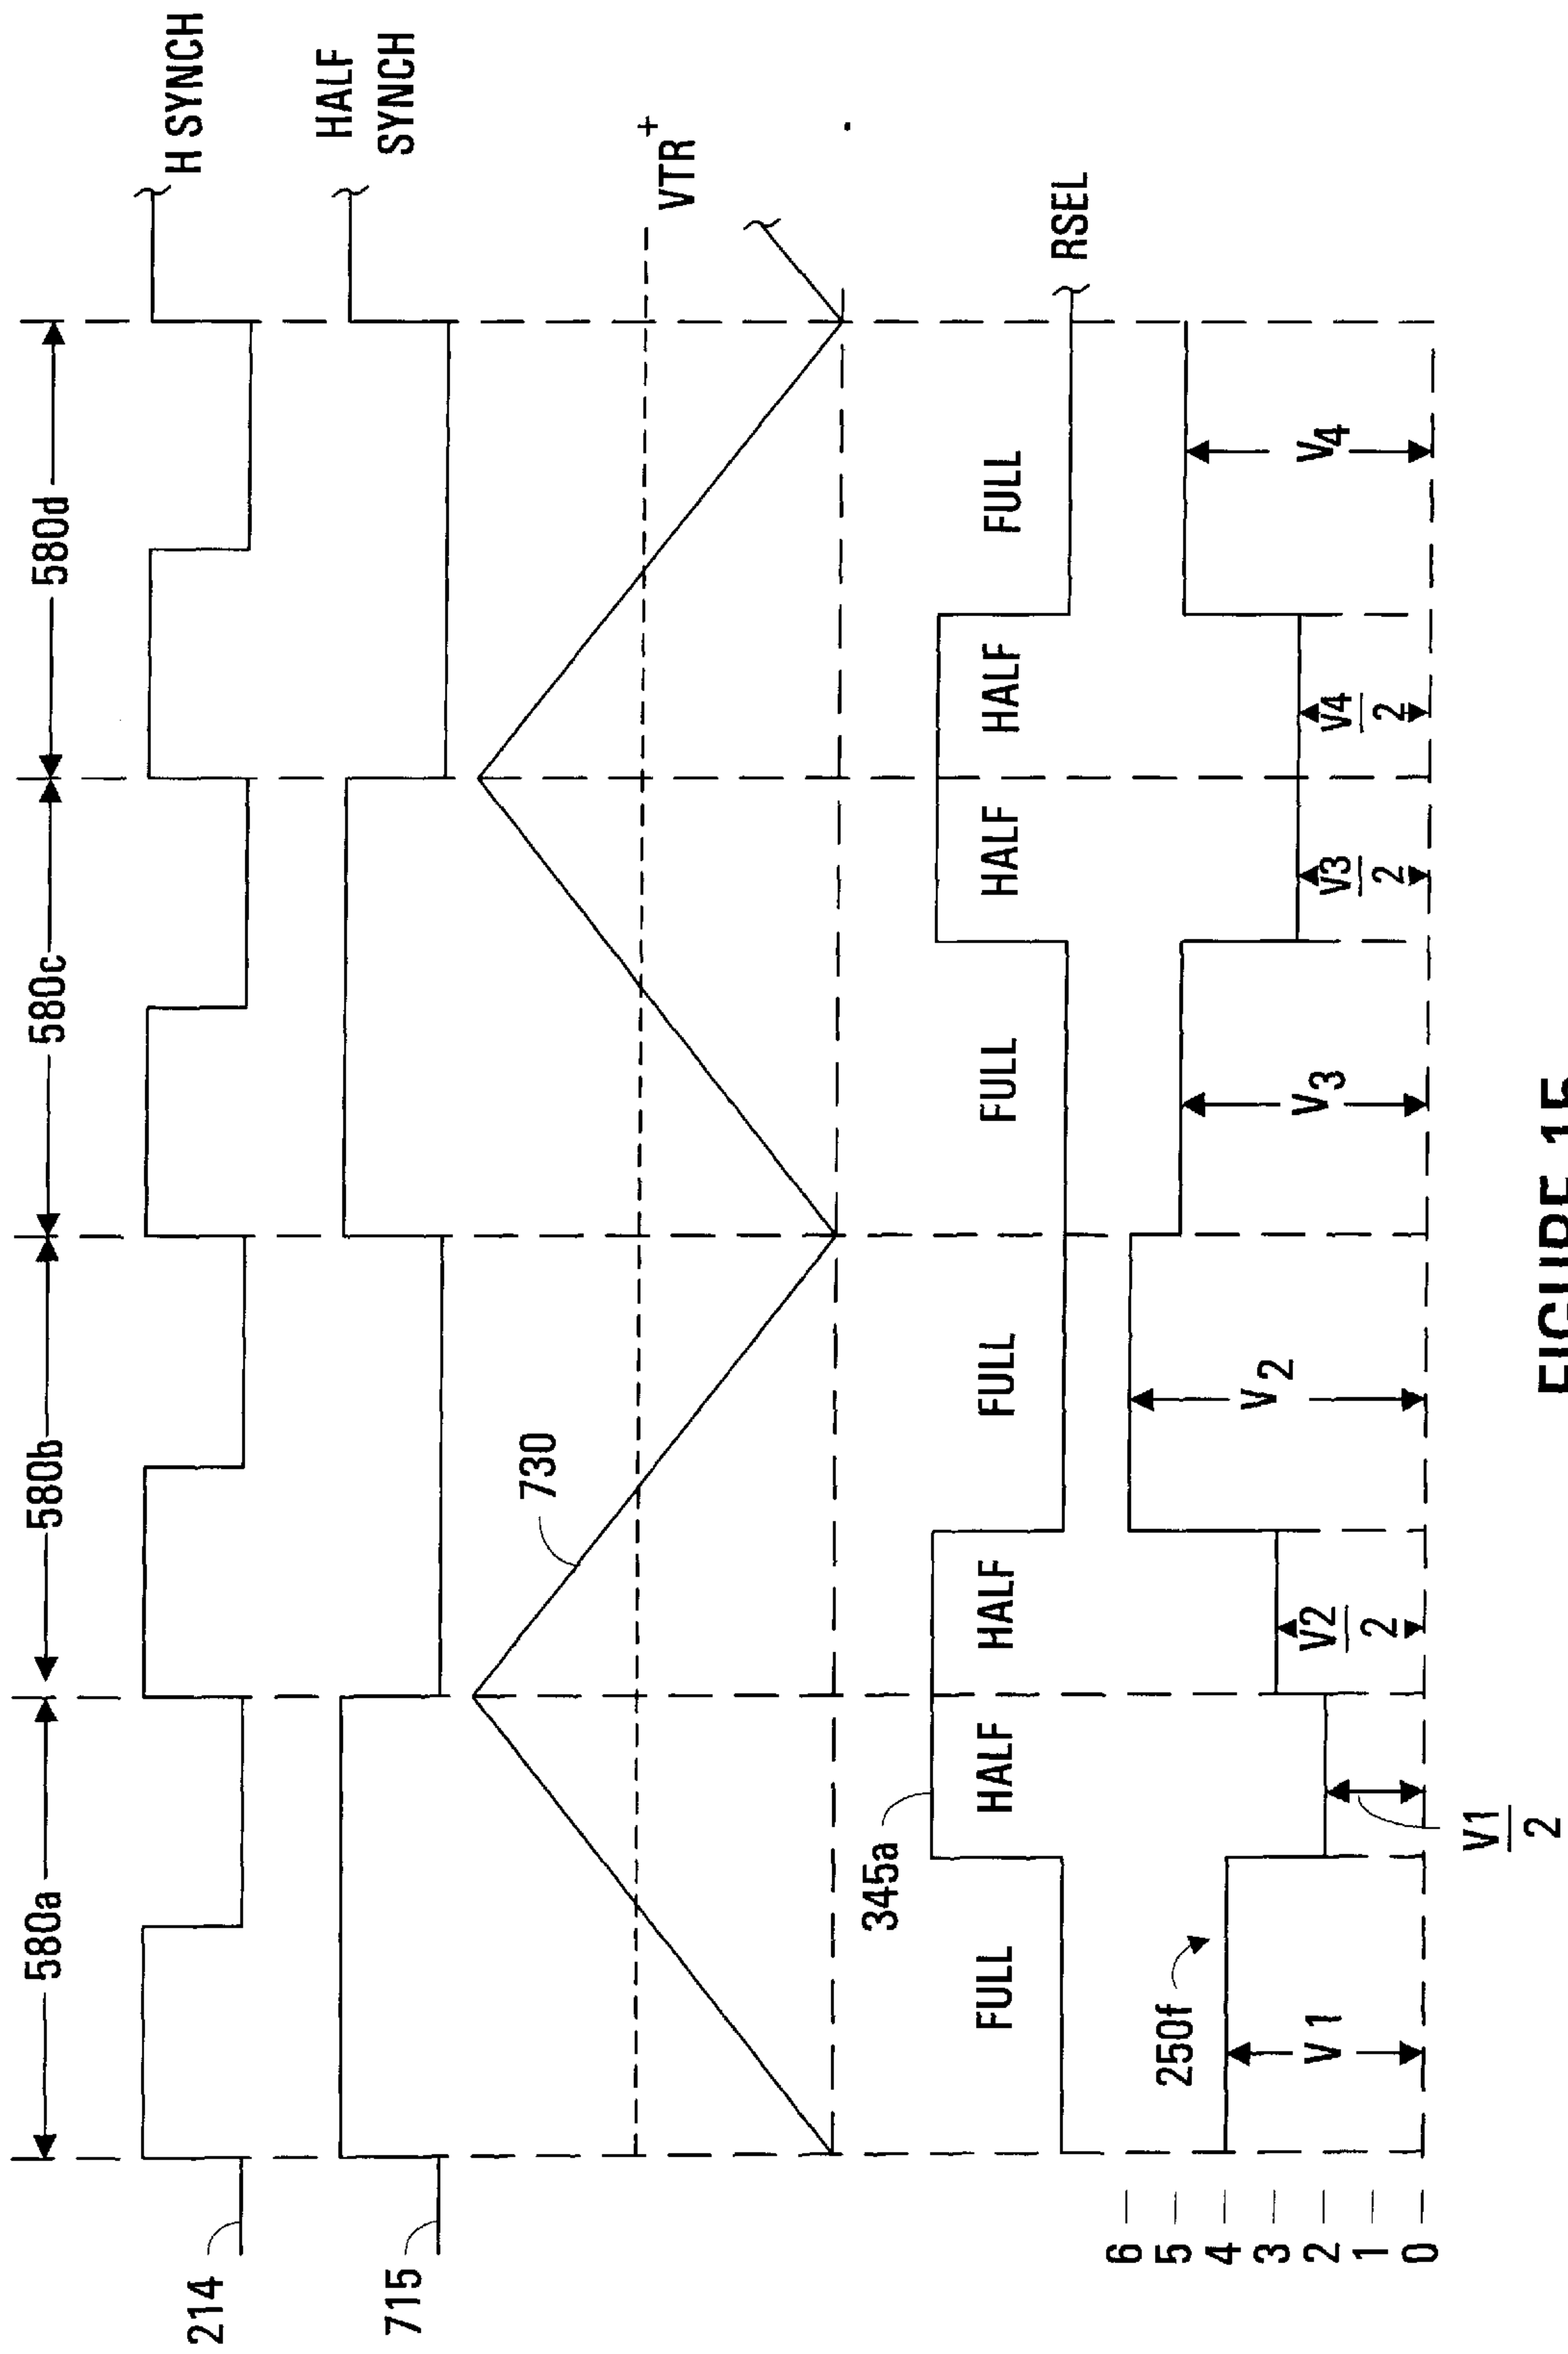 580a
580b
580c
580d
214
H SYNCH
715
HALF
SYNCH
730
VTR
+
345a
FULL
HALF
HALF
FULL
FULL
HALF
HALF
FULL
RSEL
250f
6
5
4
3
2
1
0
V1
V1
2
V2
2
V2
V3
V3
2
V4
2
V4
FIGURE 15